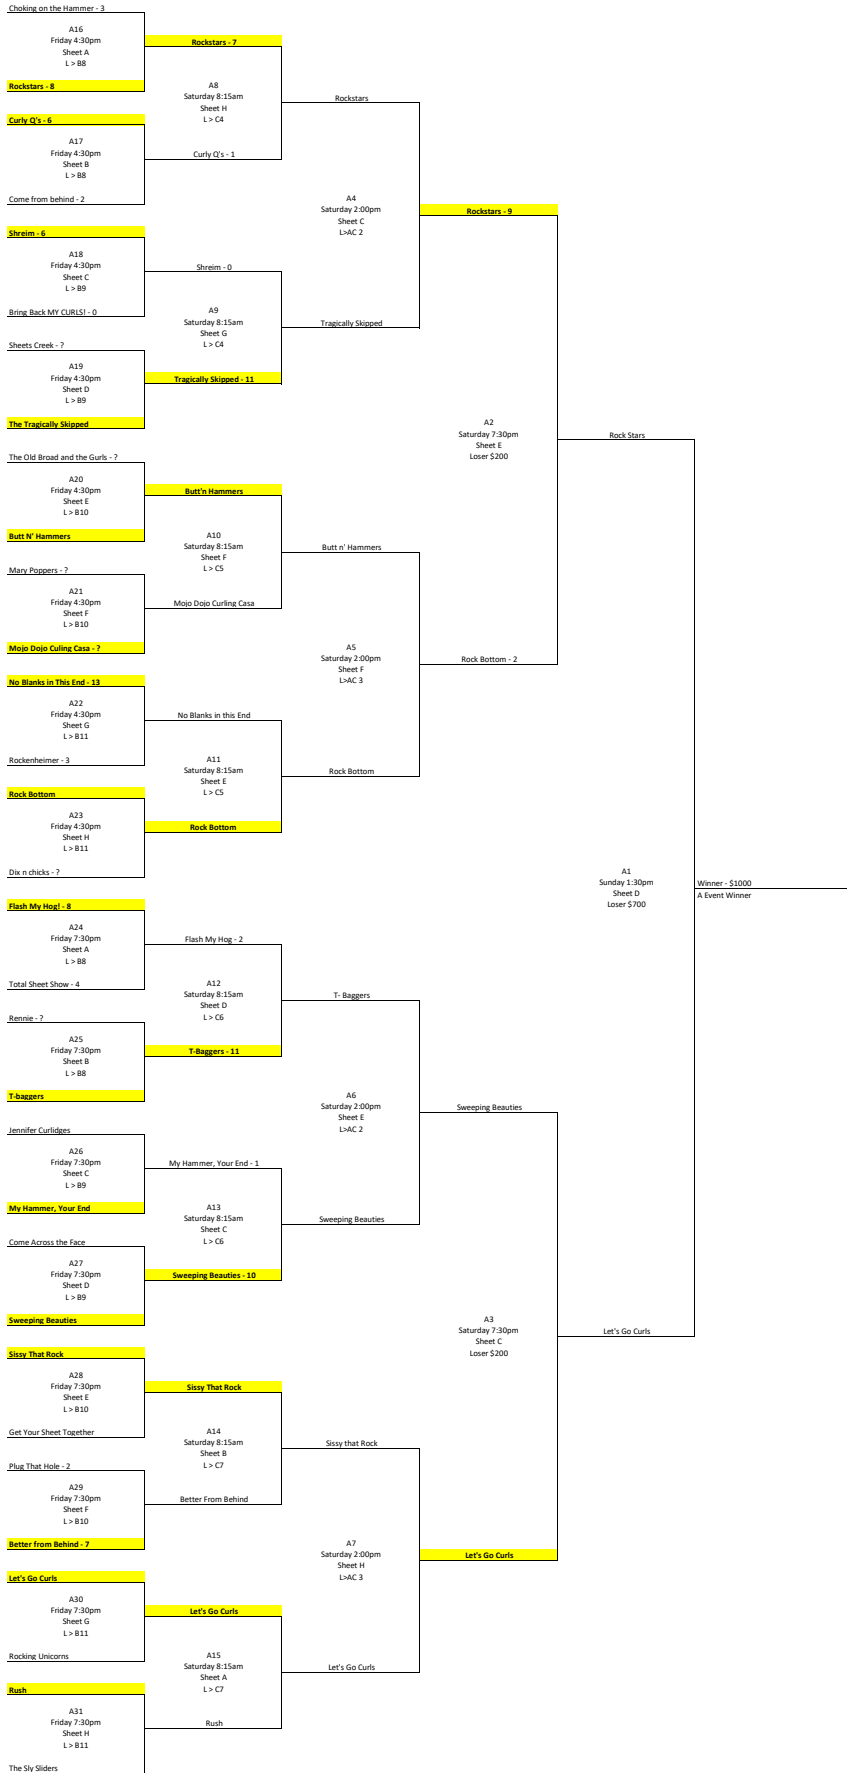 Choking on the Hammer - 3
A16
Friday 4:30pm
Sheet A
L > B8
Rockstars - 7
Rockstars - 8
A8
Saturday 8:15am
Sheet H
L > C4
Rockstars
Curly Q's - 6
A17
Friday 4:30pm
Sheet B
L > B8
Curly Q's - 1
Come from behind - 2
A4
Saturday 2:00pm
Sheet C
L>AC 2
Rockstars - 9
Shreim - 6
A18
Friday 4:30pm
Sheet C
L > B9
Shreim - 0
Bring Back MY CURLS! - 0
A9
Saturday 8:15am
Sheet G
L > C4
Tragically Skipped
Sheets Creek - ?
A19
Friday 4:30pm
Sheet D
L > B9
Tragically Skipped - 11
The Tragically Skipped
A2
Saturday 7:30pm
Sheet E
Loser $200
Rock Stars
The Old Broad and the Gurls - ?
A20
Friday 4:30pm
Sheet E
L > B10
Butt'n Hammers
Butt N' Hammers
A10
Saturday 8:15am
Sheet F
L > C5
Butt n' Hammers
Mary Poppers - ?
A21
Friday 4:30pm
Sheet F
L > B10
Mojo Dojo Curling Casa
Mojo Dojo Culing Casa - ?
A5
Saturday 2:00pm
Sheet F
L>AC 3
Rock Bottom - 2
No Blanks in This End - 13
A22
Friday 4:30pm
Sheet G
L > B11
No Blanks in this End
Rockenheimer - 3
A11
Saturday 8:15am
Sheet E
L > C5
Rock Bottom
Rock Bottom
A23
Friday 4:30pm
Sheet H
L > B11
Rock Bottom
Dix n chicks - ?
A1
Sunday 1:30pm
Sheet D
Loser $700
Winner - $1000
A Event Winner
Flash My Hog! - 8
A24
Friday 7:30pm
Sheet A
L > B8
Flash My Hog - 2
Total Sheet Show - 4
A12
Saturday 8:15am
Sheet D
L > C6
T- Baggers
Rennie - ?
A25
Friday 7:30pm
Sheet B
L > B8
T-Baggers - 11
T-baggers
A6
Saturday 2:00pm
Sheet E
L>AC 2
Sweeping Beauties
Jennifer Curlidges
A26
Friday 7:30pm
Sheet C
L > B9
My Hammer, Your End - 1
My Hammer, Your End
A13
Saturday 8:15am
Sheet C
L > C6
Sweeping Beauties
Come Across the Face
A27
Friday 7:30pm
Sheet D
L > B9
Sweeping Beauties - 10
Sweeping Beauties
A3
Saturday 7:30pm
Sheet C
Loser $200
Let's Go Curls
Sissy That Rock
A28
Friday 7:30pm
Sheet E
L > B10
Sissy That Rock
Get Your Sheet Together
A14
Saturday 8:15am
Sheet B
L > C7
Sissy that Rock
Plug That Hole - 2
A29
Friday 7:30pm
Sheet F
L > B10
Better From Behind
Better from Behind - 7
A7
Saturday 2:00pm
Sheet H
L>AC 3
Let's Go Curls
Let's Go Curls
A30
Friday 7:30pm
Sheet G
L > B11
Let's Go Curls
Rocking Unicorns
A15
Saturday 8:15am
Sheet A
L > C7
Let's Go Curls
Rush
A31
Friday 7:30pm
Sheet H
L > B11
Rush
The Sly Sliders